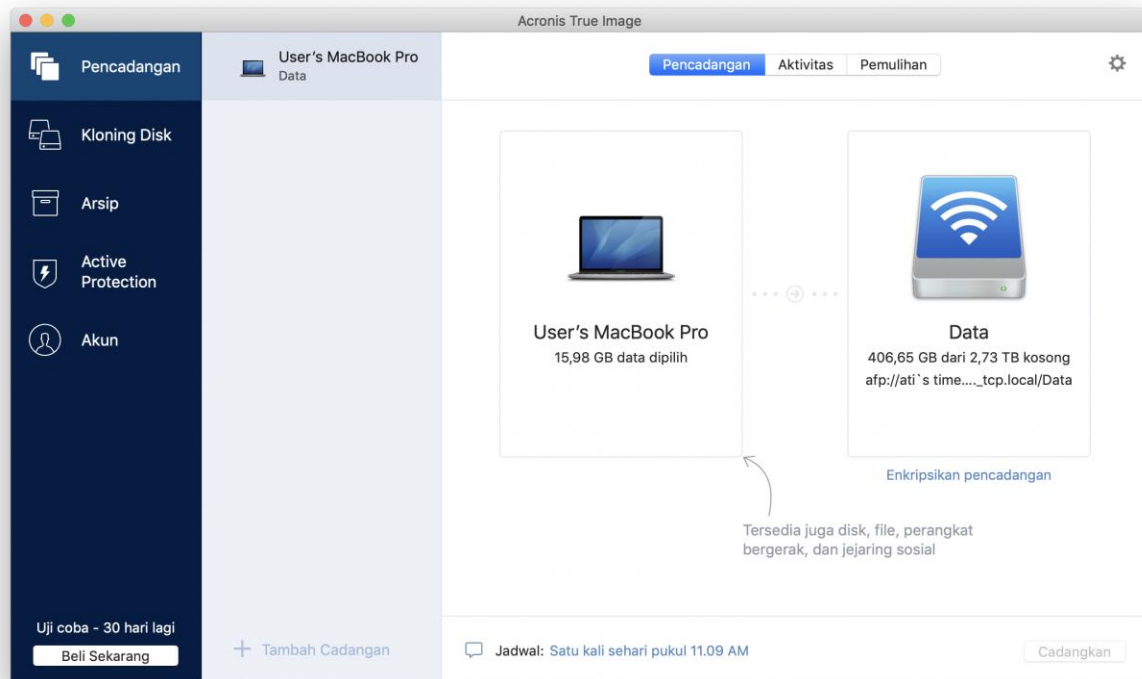 Acronis True Image
Pencadangan
Kloning Disk
Arsip
Active
Protection
Akun
Uji coba - 30 hari lagi
Beli Sekarang
User's MacBook Pro
Data
Tambah Cadangan
Pencadangan Aktivitas Pemulihan
User's MacBook Pro
15,98 GB data dipilih
Data
406,65 GB dari 2,73 TB kosong
afp://ati`s time...._tcp.local/Data
Enkripsikan pencadangan
Tersedia juga disk, file, perangkat
bergerak, dan jejaring sosial
Jadwal: Satu kali sehari pukul 11.09 AM
Cadangkan